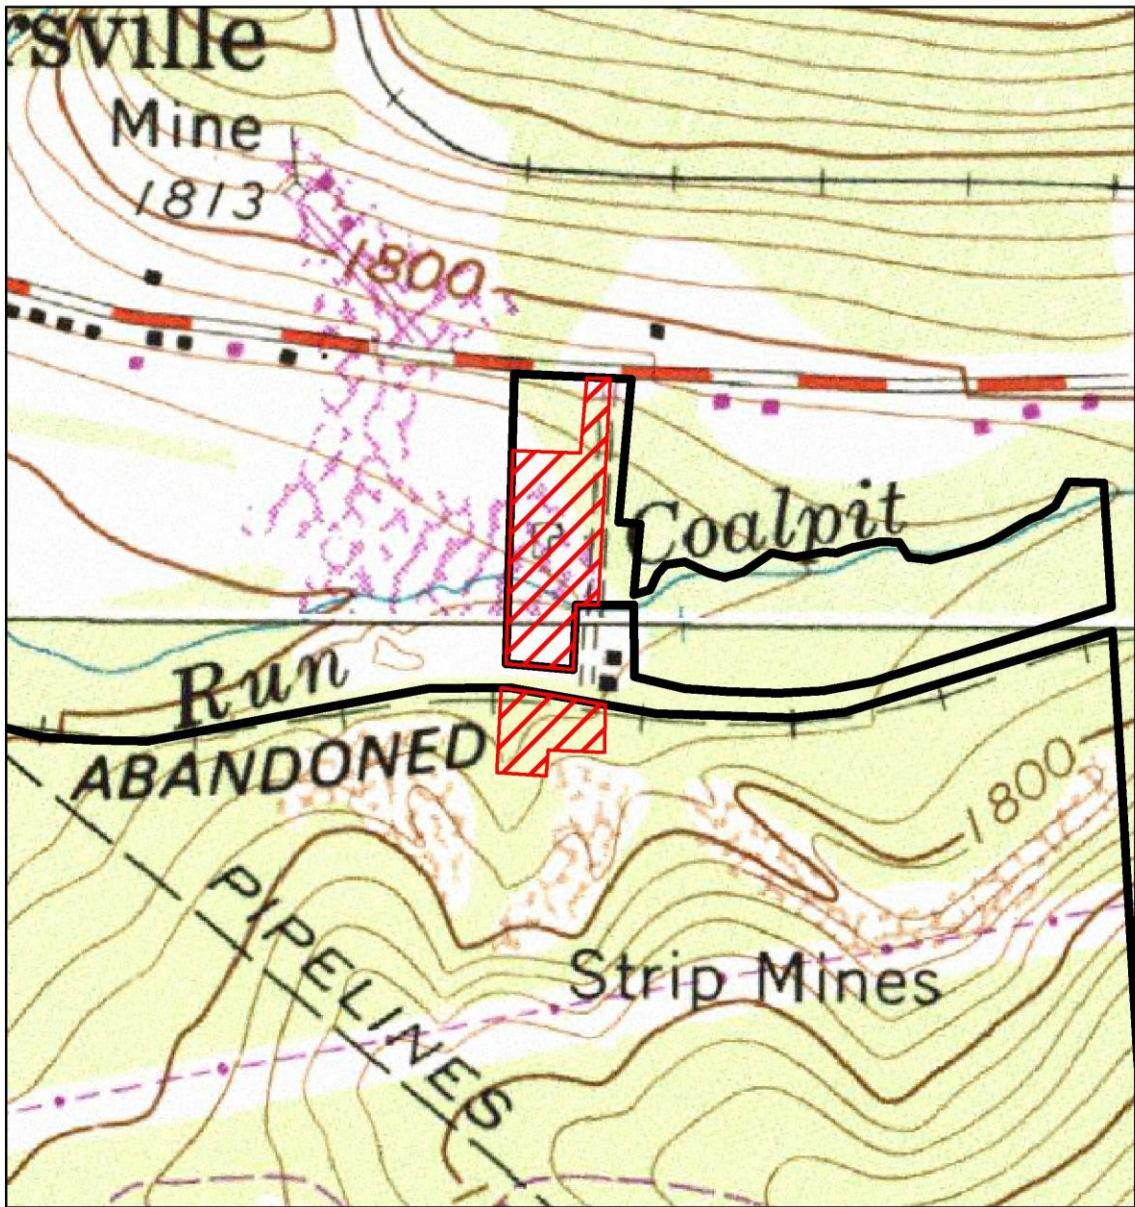 rsville
Mine
1813
1800
Coalpit
Run
ABANDONED
1800
PIPELINES
Strip Mines